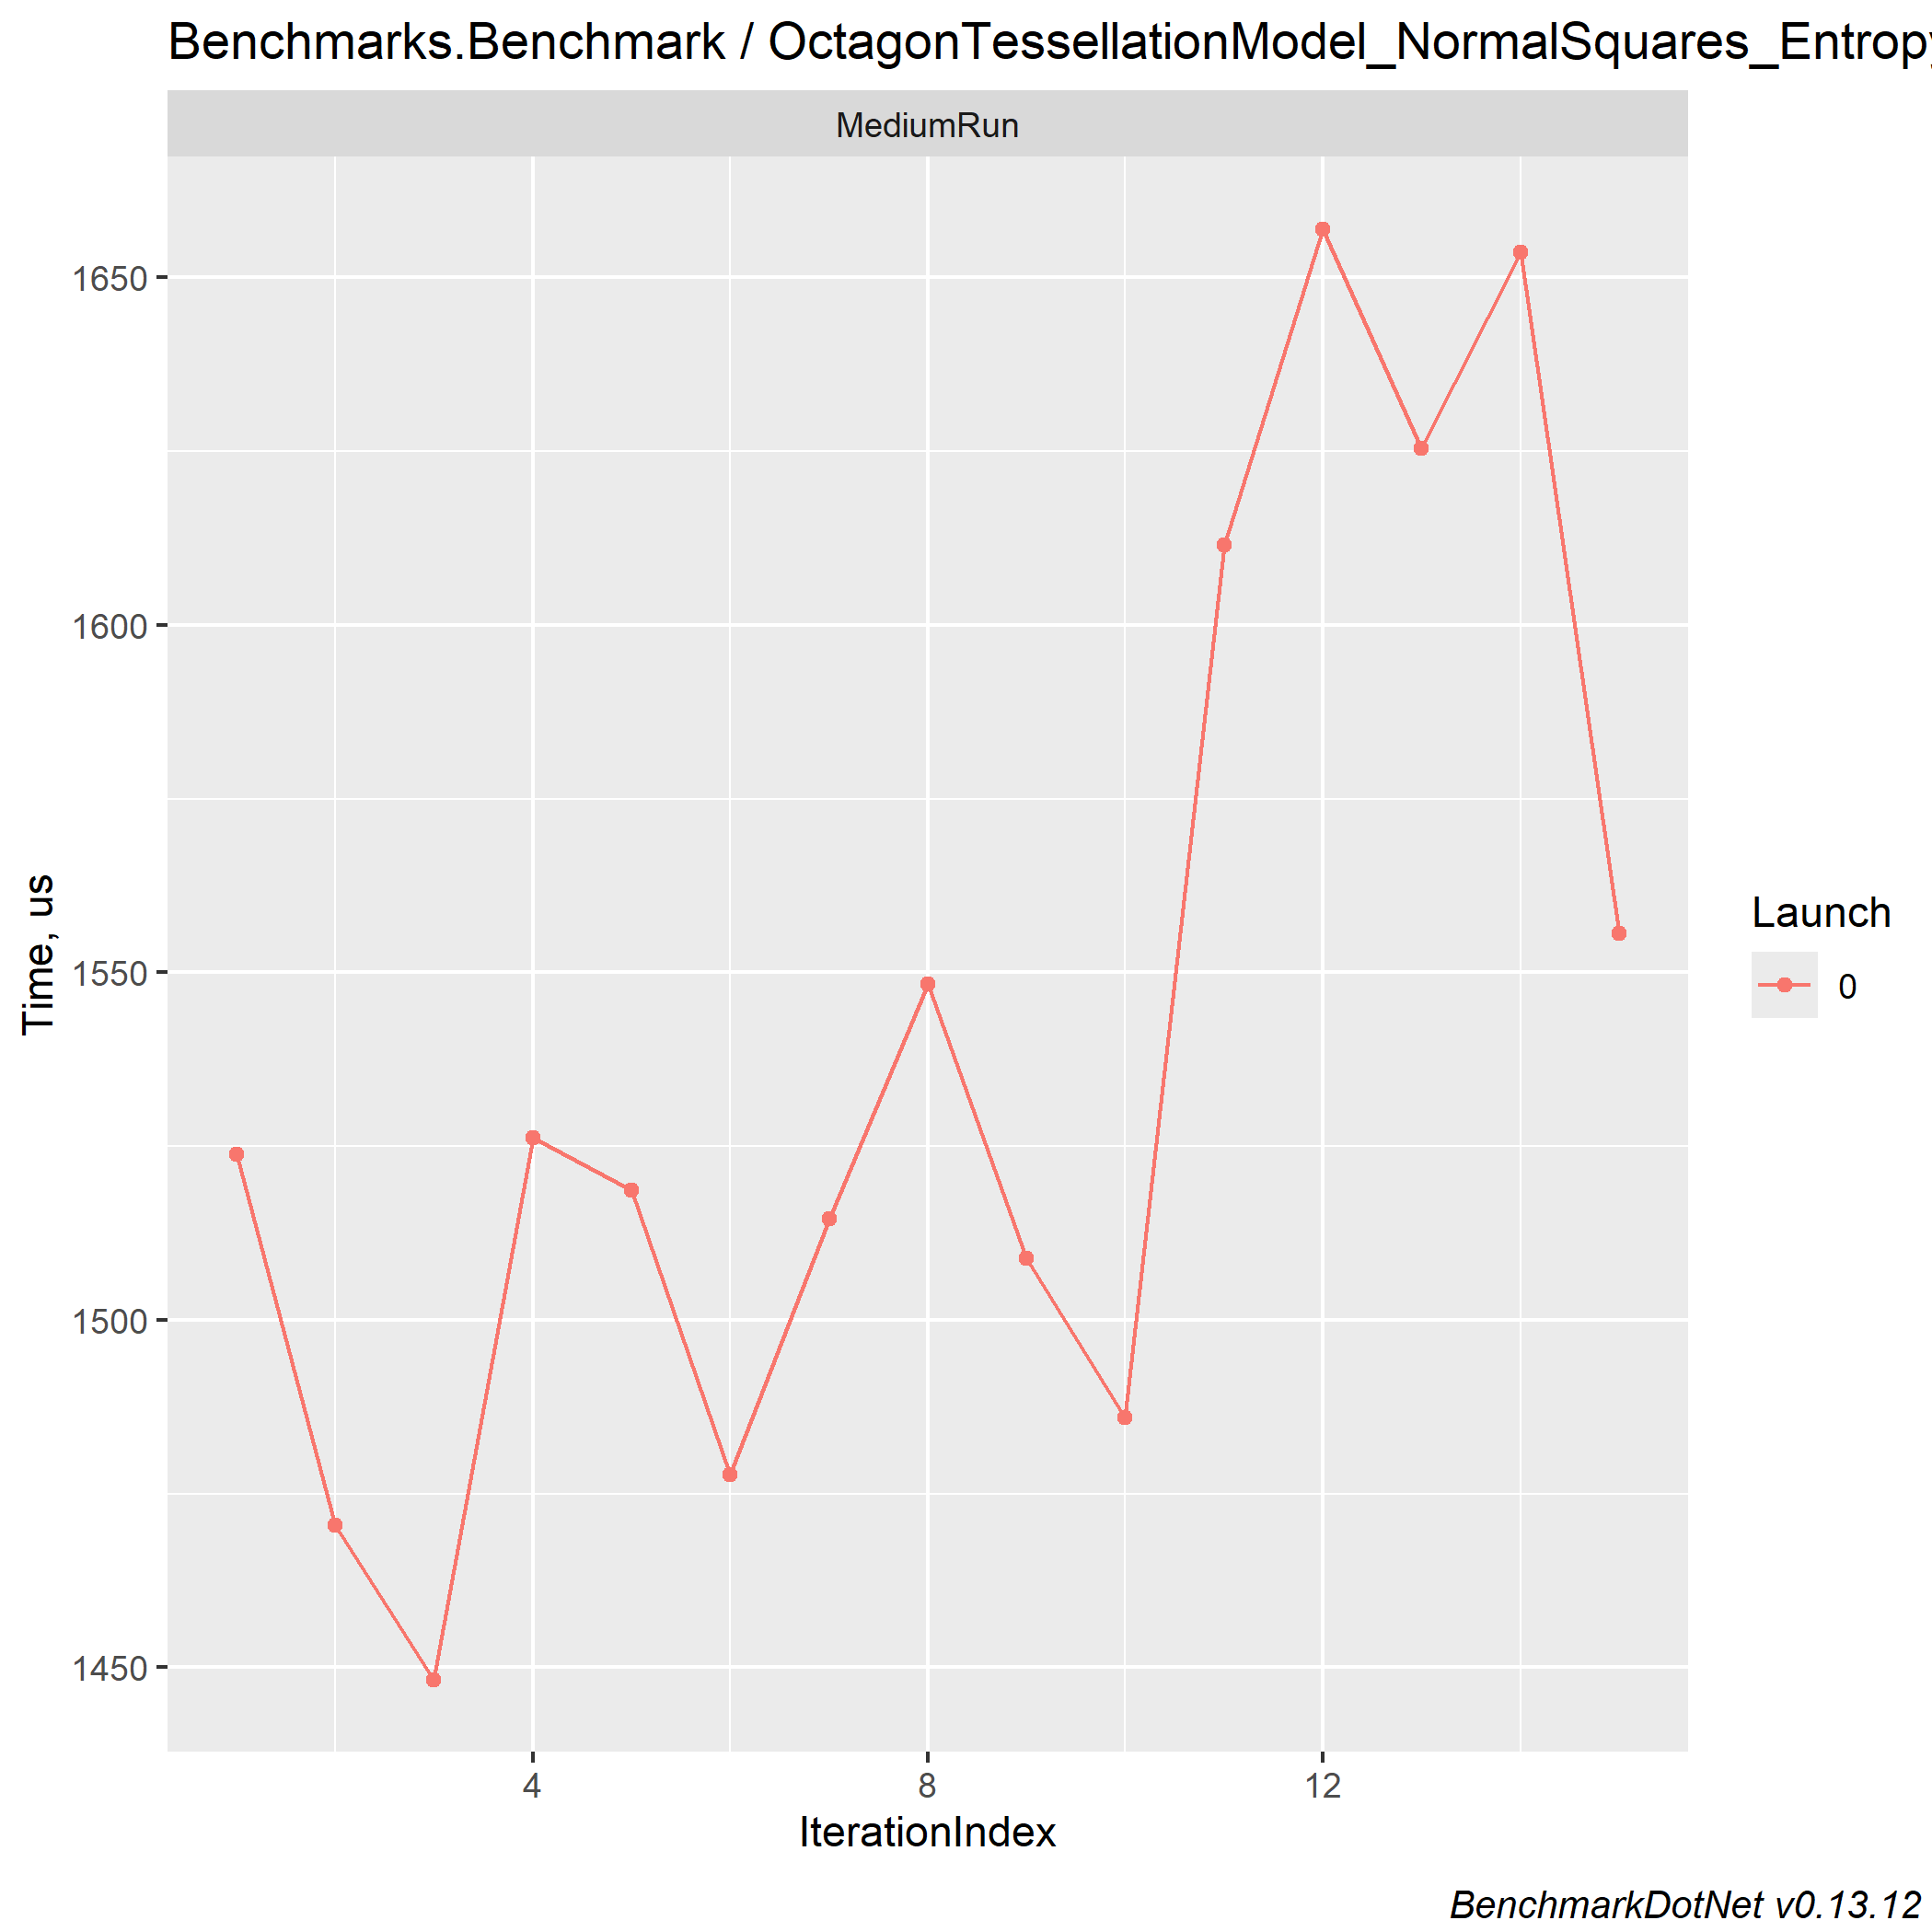 Benchmarks.Benchmark / OctagonTessellationModel_NormalSquares_Entropy
MediumRun
1650
1600
1550
1500
1450
Time, us
4 8 12
IterationIndex
Launch
0
BenchmarkDotNet v0.13.12